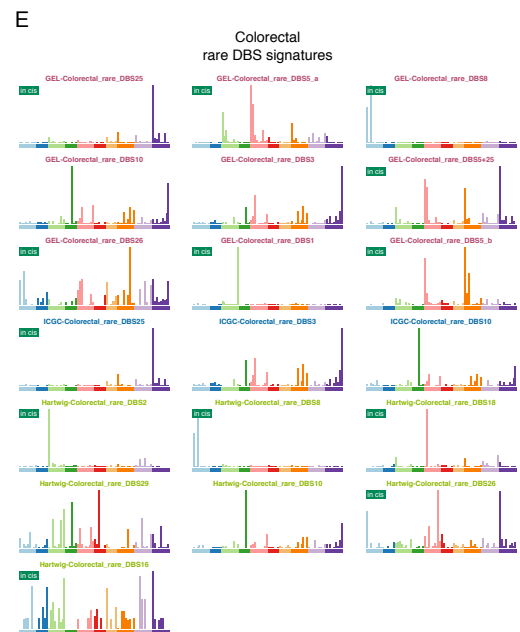 E
Colorectal
rare DBS signatures
GEL-Colorectal_rare_DBS25
in cis
GEL-Colorectal_rare_DBS5_a
in cis
GEL-Colorectal_rare_DBS8
in cis
GEL-Colorectal_rare_DBS10
GEL-Colorectal_rare_DBS3
GEL-Colorectal_rare_DBS5+25
in cis
GEL-Colorectal_rare_DBS26
in cis
GEL-Colorectal_rare_DBS1
in cis
GEL-Colorectal_rare_DBS5_b
in cis
ICGC-Colorectal_rare_DBS25
in cis
ICGC-Colorectal_rare_DBS3
ICGC-Colorectal_rare_DBS10
Hartwig-Colorectal_rare_DBS2
in cis
Hartwig-Colorectal_rare_DBS8
in cis
Hartwig-Colorectal_rare_DBS18
in cis
Hartwig-Colorectal_rare_DBS29
Hartwig-Colorectal_rare_DBS10
Hartwig-Colorectal_rare_DBS26
in cis
Hartwig-Colorectal_rare_DBS16
in cis